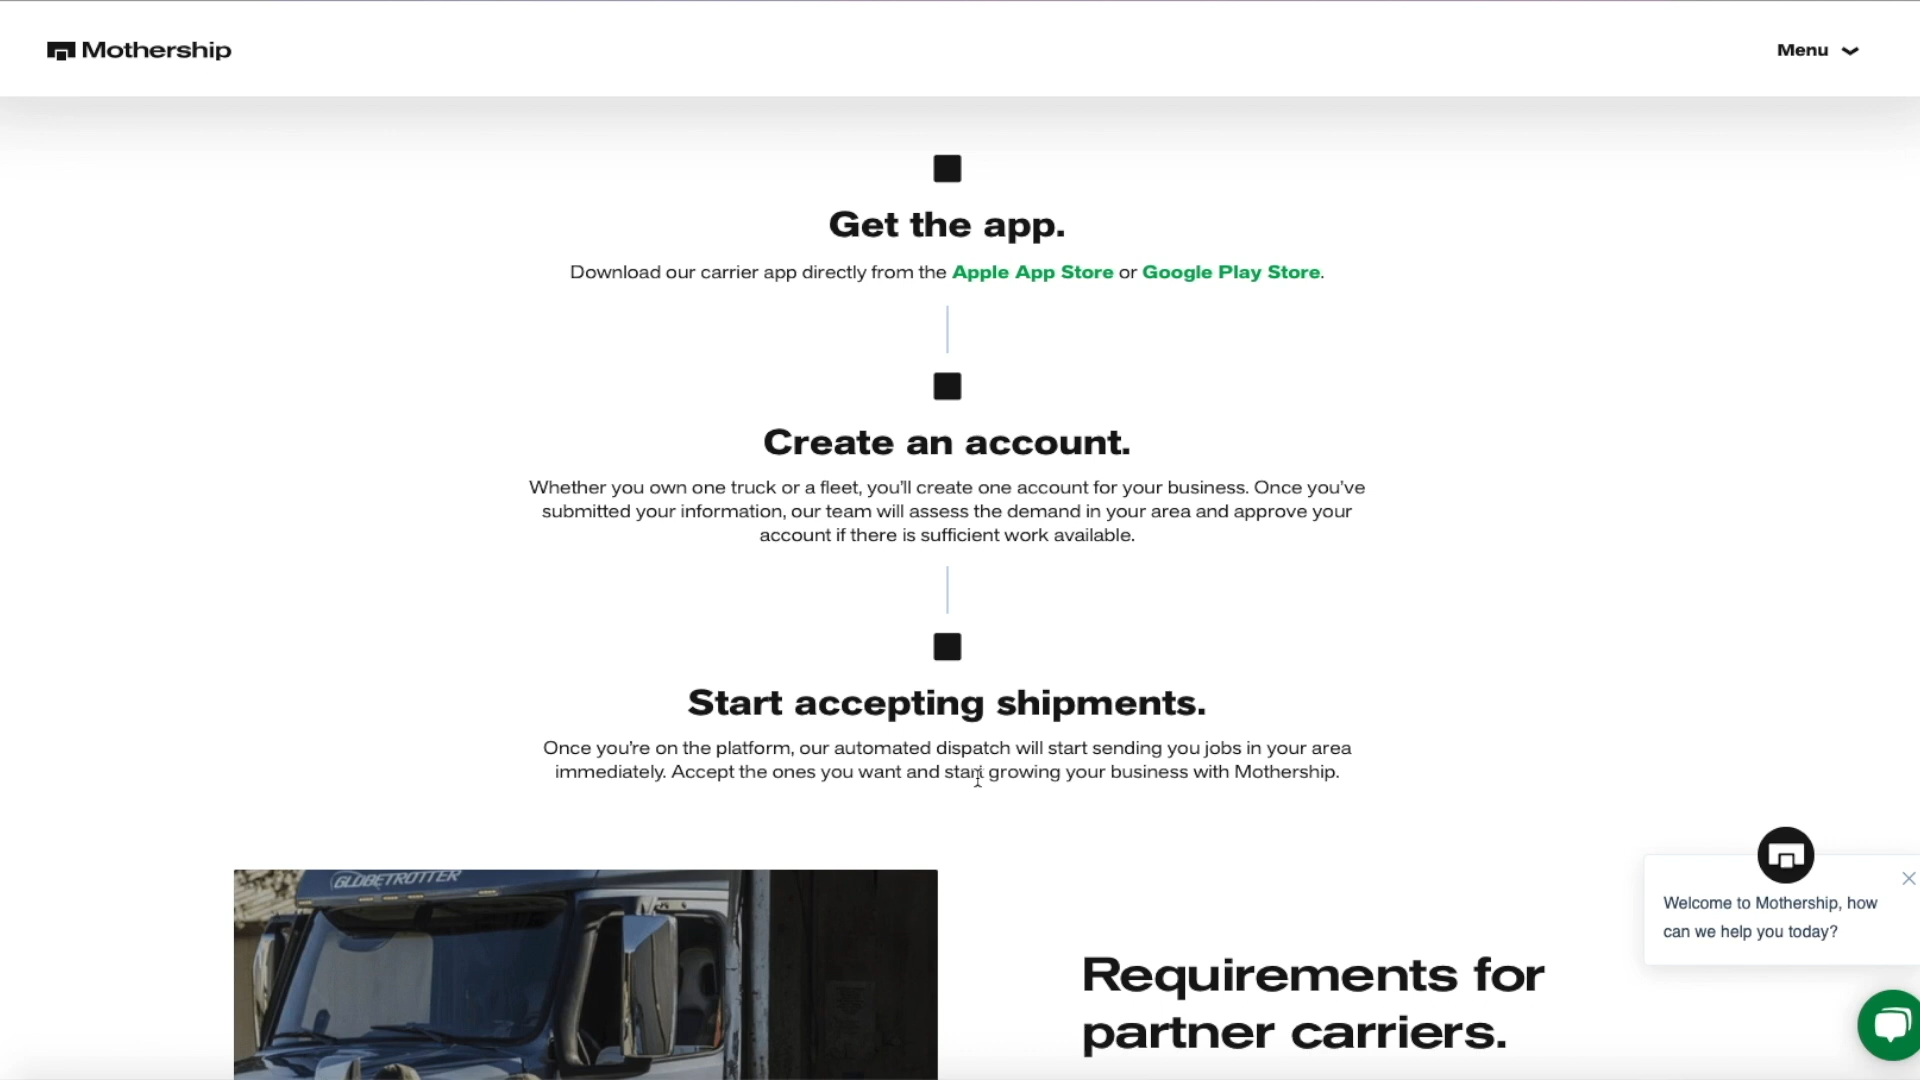 Mothership
Menu
Get the app.
Download our carrier app directly from the Apple App Store or Google Play Store.
Create an account.
Whether you own one truck or a fleet, you'll create one account for your business. Once you've
submitted your information, our team will assess the demand in your area and approve your
account if there is sufficient work available.
Start accepting shipments.
Once you're on the platform, our automated dispatch will start sending you jobs in your area
immediately. Accept the ones you want and start growing your business with Mothership.
GLOBETROTTER
Welcome to Mothership, how
can we help you today?
Requirements for
partner carriers.